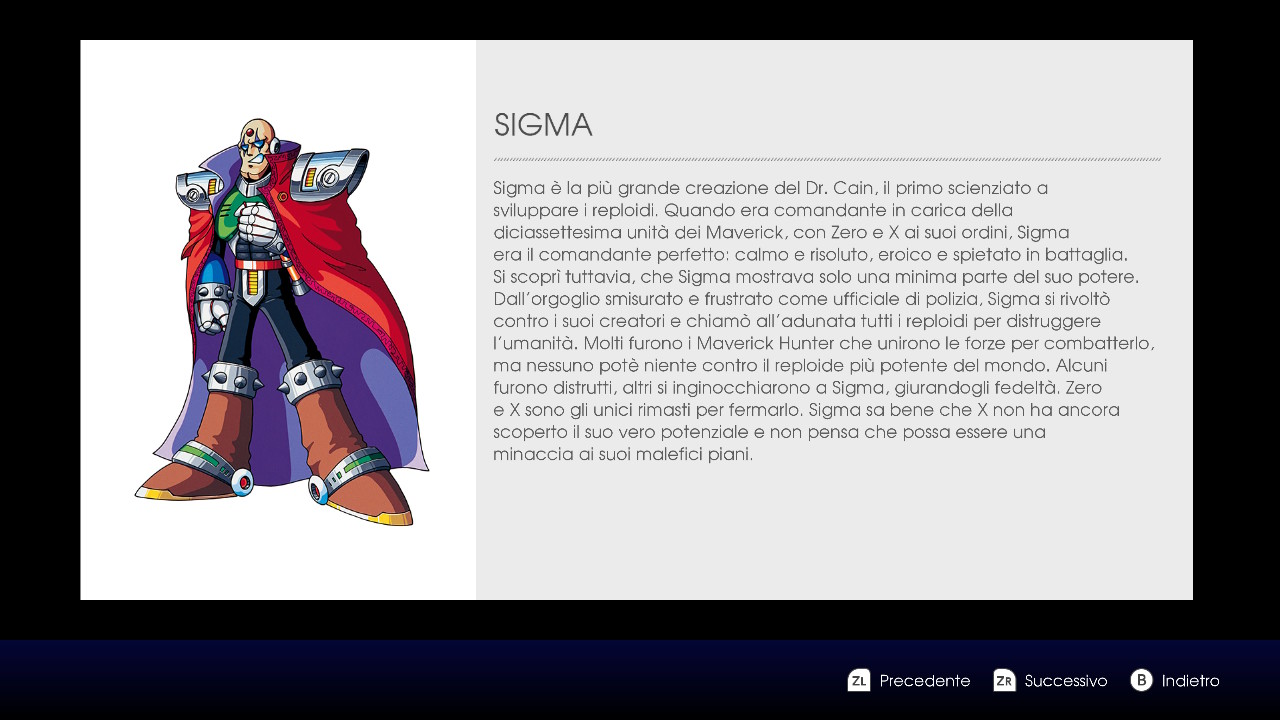 SIGMA
Sigma è la più grande creazione del Dr. Cain, il primo scienziato a
sviluppare i reploidi. Quando era comandante in carica della
diciassettesima unità dei Maverick, con Zero e X ai suoi ordini, Sigma
era il comandante perfetto: calmo e risoluto, eroico e spietato in battaglia.
Si scoprì tuttavia, che Sigma mostrava solo una minima parte del suo potere.
Dall'orgoglio smisurato e frustrato come ufficiale di polizia, Sigma si rivoltò
contro i suoi creatori e chiamò all'adunata tutti i reploidi per distruggere
l'umanità. Molti furono i Maverick Hunter che unirono le forze per combatterlo,
ma nessuno potè niente contro il reploide più potente del mondo. Alcuni
furono distrutti, altri si inginocchiarono a Sigma, giurandogli fedeltà. Zero
e X sono gli unici rimasti per fermarlo. Sigma sa bene che X non ha ancora
scoperto il suo vero potenziale e non pensa che possa essere una
minaccia ai suoi malefici piani.
ZL Precedente ZR Successivo B Indietro